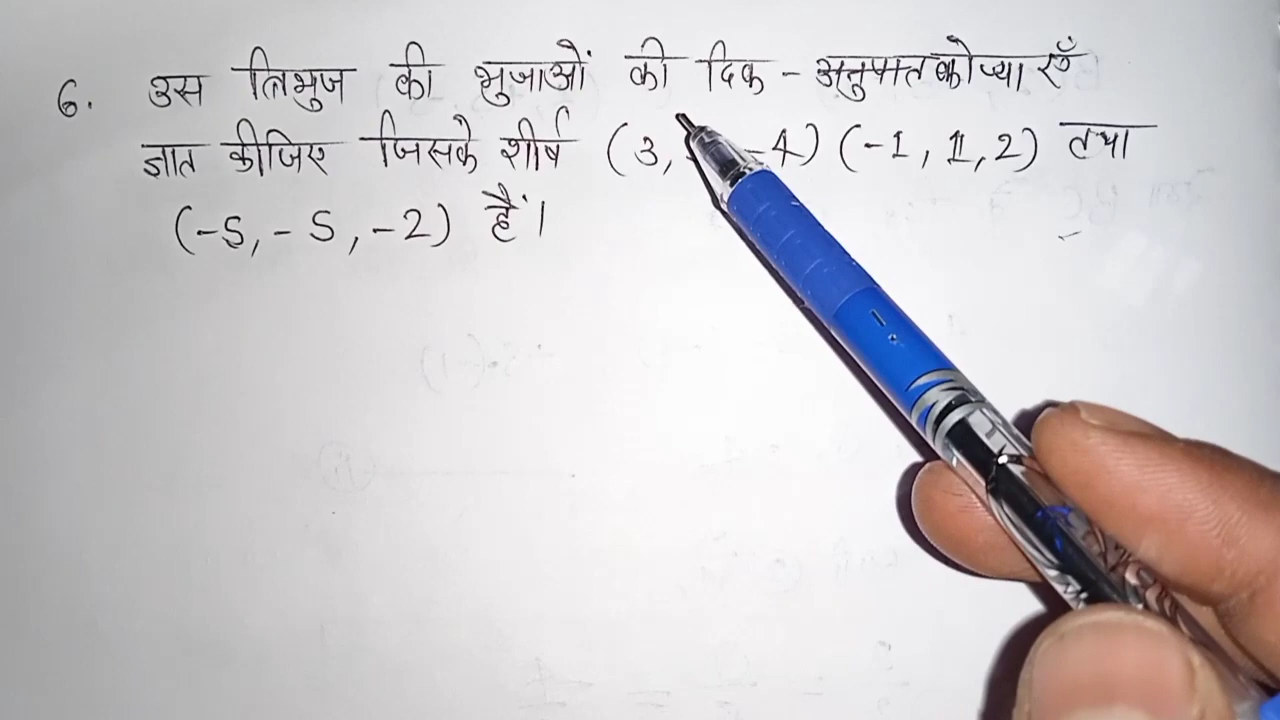 6. उस त्रिभुज की भुजाओं की दिक - अनुपात कोज्याएँ
ज्ञात कीजिए जिसके शीर्ष (3, -4) (-1, 1, 2) तथा
(-5, -5, -2) हैं।